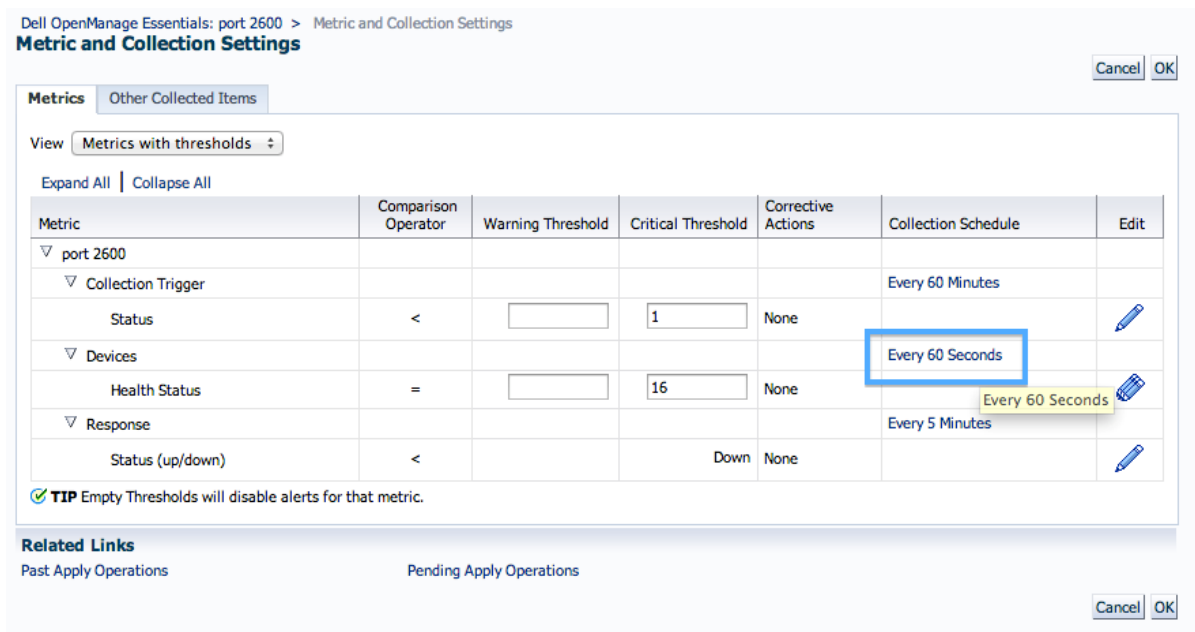 Dell OpenManage Essentials: port 2600 > Metric and Collection Settings
Metric and Collection Settings
Cancel OK
Metrics Other Collected Items
View Metrics with thresholds
Expand All | Collapse All
Metric Comparison Operator Warning Threshold Critical Threshold Corrective Actions Collection Schedule Edit
port 2600
Collection Trigger Every 60 Minutes
Status < 1 None
Devices Every 60 Seconds
Health Status = 16 None
Every 60 Seconds
Response Every 5 Minutes
Status (up/down) < Down None
TIP Empty Thresholds will disable alerts for that metric.
Related Links
Past Apply Operations Pending Apply Operations
Cancel OK